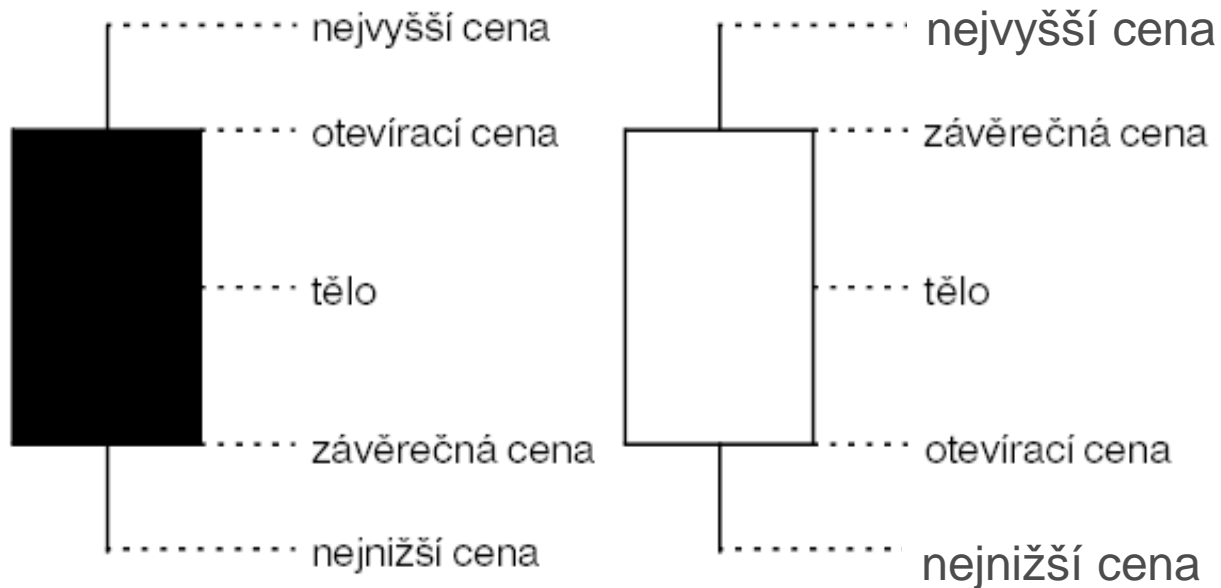 nejvyšší cena
otevírací cena
tělo
závěrečná cena
nejnižší cena
nejvyšší cena
závěrečná cena
tělo
otevírací cena
nejnižší cena